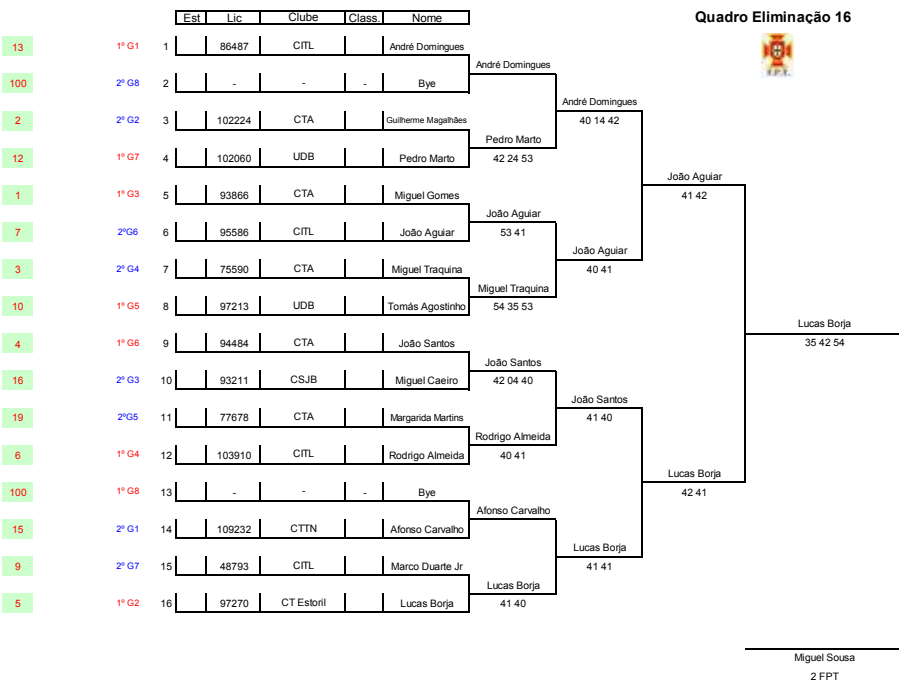 Quadro Eliminação 16
Est Lic Clube Class. Nome
13 1º G1 1 86487 CITL André Domingues
André Domingues
100 2º G8 2 - - - Bye
André Domingues
2 2º G2 3 102224 CTA Guilherme Magalhães 40 14 42
Pedro Marto
12 1º G7 4 102060 UDB Pedro Marto 42 24 53
João Aguiar
1 1º G3 5 93866 CTA Miguel Gomes 41 42
João Aguiar
7 2ºG6 6 95586 CITL João Aguiar 53 41
João Aguiar
3 2º G4 7 75590 CTA Miguel Traquina 40 41
Miguel Traquina
10 1º G5 8 97213 UDB Tomás Agostinho 54 35 53
Lucas Borja
4 1º G6 9 94484 CTA João Santos 35 42 54
João Santos
16 2º G3 10 93211 CSJB Miguel Caeiro 42 04 40
João Santos
19 2ºG5 11 77678 CTA Margarida Martins 41 40
Rodrigo Almeida
6 1º G4 12 103910 CITL Rodrigo Almeida 40 41
Lucas Borja
100 1º G8 13 - - - Bye 42 41
Afonso Carvalho
15 2º G1 14 109232 CTTN Afonso Carvalho
Lucas Borja
9 2º G7 15 48793 CITL Marco Duarte Jr 41 41
Lucas Borja
5 1º G2 16 97270 CT Estoril Lucas Borja 41 40
Miguel Sousa
2 FPT